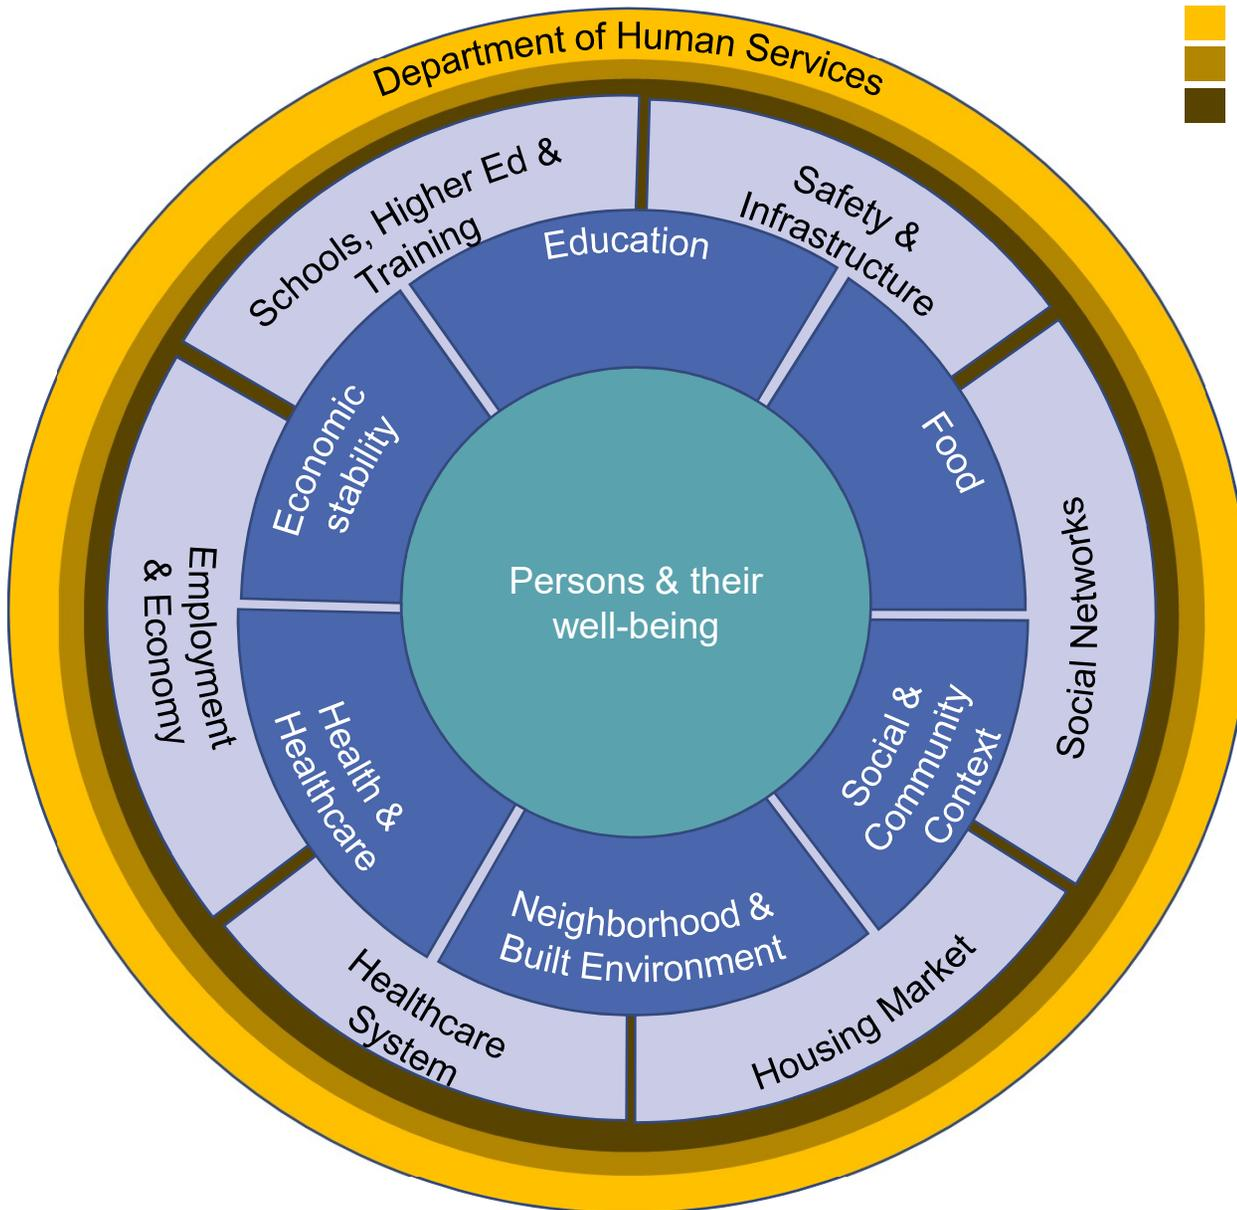 Department of Human Services
Schools, Higher Ed &
Training
Safety &
Infrastructure
Education
Economic
stability
Food
Persons & their
well-being
Employment
& Economy
Social Networks
Health &
Healthcare
Social &
Community
Context
Neighborhood &
Built Environment
Healthcare
System
Housing Market